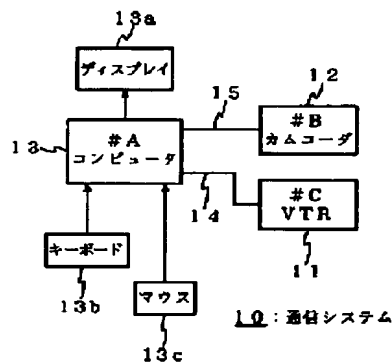 13a
ディスプレイ
15
12
13
#A
コンピュータ
#B
カムコーダ
14
#C
VTR
11
キーボード
13b
マウス
13c
10:通信システム